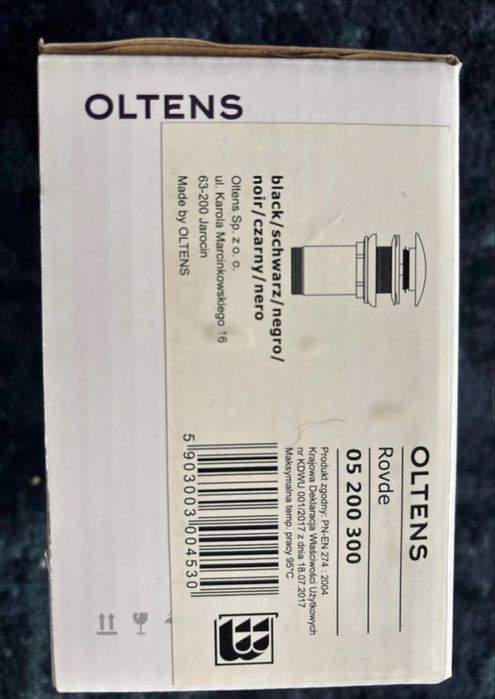 OLTENS
OLTENS
Rovde
05 200 300
Produkt zgodny: PN-EN 274 : 2004
Krajowa Deklaracja Właściwości Użytkowych
nr KDWU 001/2017 z dnia 18.07.2017
Maksymalna temp. pracy 95°C
black/schwarz/negro/
noir/czarny/nero
Oltens Sp. z o. o.
ul. Karola Marcinkowskiego 16
63-200 Jarocin
Made by OLTENS
5 903003 004530
B